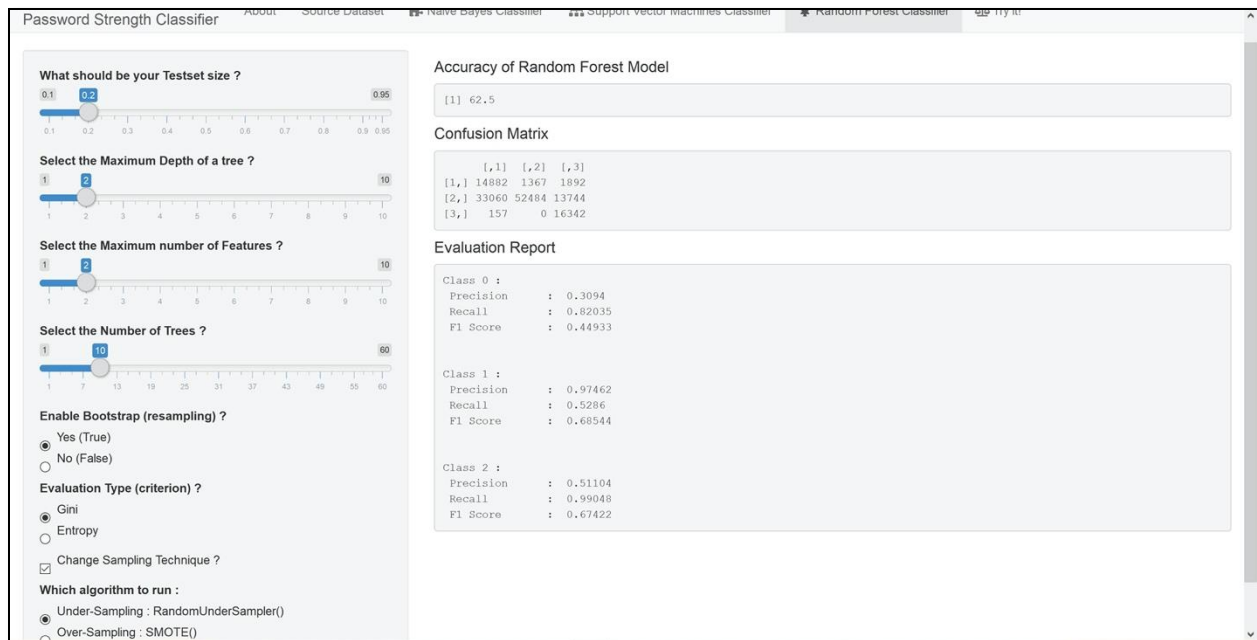 Password Strength Classifier About Source Dataset Naive Bayes Classifier Support Vector Machines Classifier Random Forest Classifier Try it!
What should be your Testset size ?
0.1 0.2 0.95
0.1 0.2 0.3 0.4 0.5 0.6 0.7 0.8 0.9 0.95
Select the Maximum Depth of a tree ?
1 2 10
1 2 3 4 5 6 7 8 9 10
Select the Maximum number of Features ?
1 2 10
1 2 3 4 5 6 7 8 9 10
Select the Number of Trees ?
1 10 60
1 7 13 19 25 31 37 43 49 55 60
Enable Bootstrap (resampling) ?
Yes (True)
No (False)
Evaluation Type (criterion) ?
Gini
Entropy
Change Sampling Technique ?
Which algorithm to run :
Under-Sampling : RandomUnderSampler()
Over-Sampling : SMOTE()
Accuracy of Random Forest Model
[1] 62.5
Confusion Matrix
[,1] [,2] [,3]
[1,] 14882 1367 1892
[2,] 33060 52484 13744
[3,] 157 0 16342
Evaluation Report
Class 0 :
Precision : 0.3094
Recall : 0.82035
F1 Score : 0.44933
Class 1 :
Precision : 0.97462
Recall : 0.5286
F1 Score : 0.68544
Class 2 :
Precision : 0.51104
Recall : 0.99048
F1 Score : 0.67422